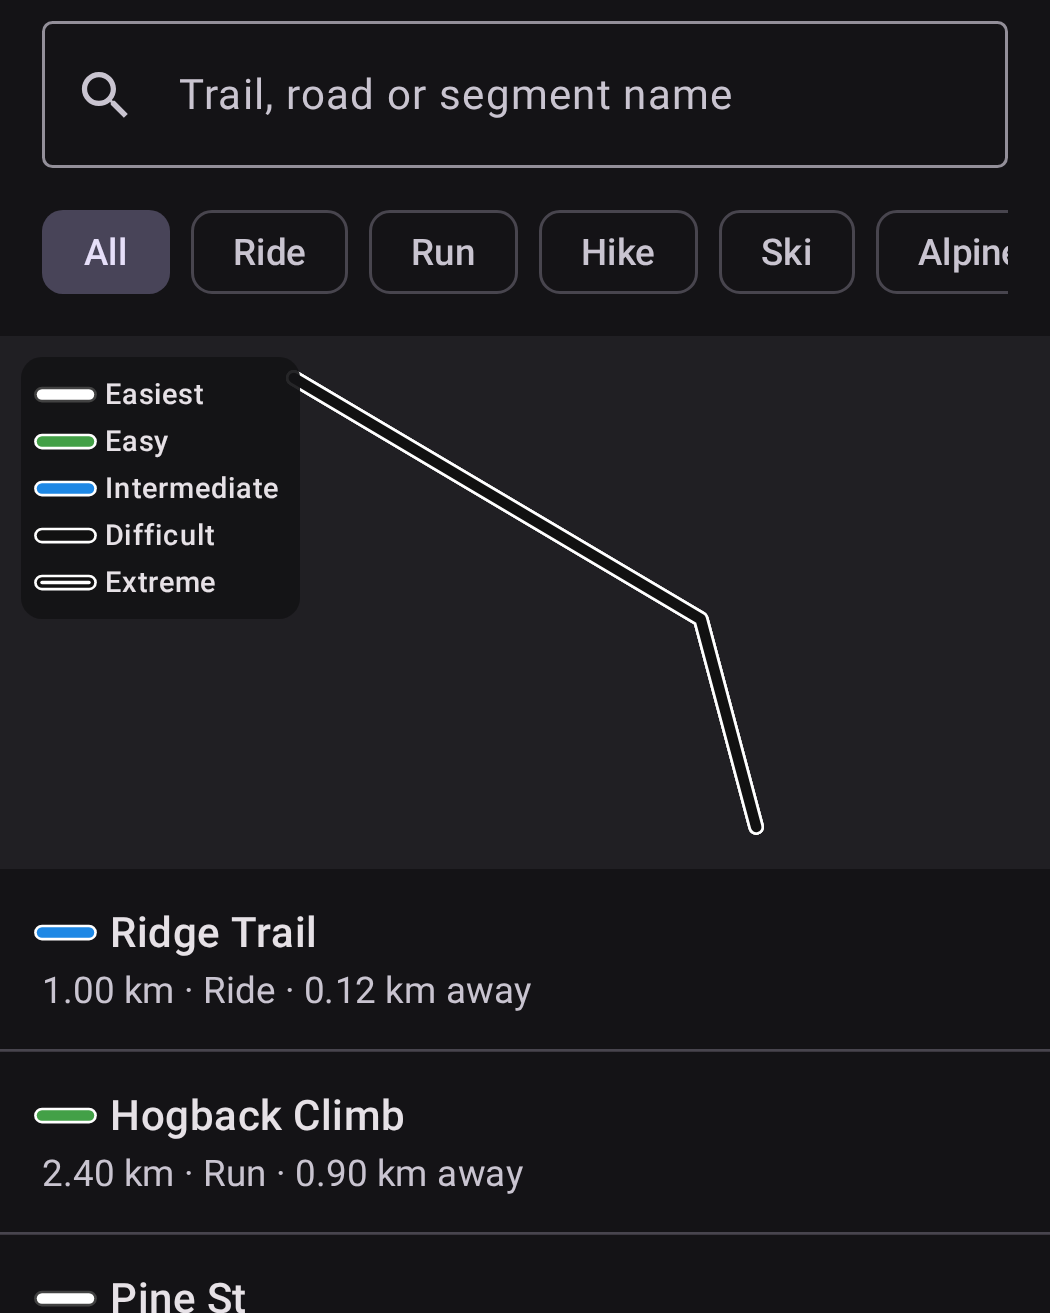 Trail, road or segment name
All Ride Run Hike Ski Alpine
Easiest
Easy
Intermediate
Difficult
Extreme
Ridge Trail
1.00 km · Ride · 0.12 km away
Hogback Climb
2.40 km · Run · 0.90 km away
Pine St